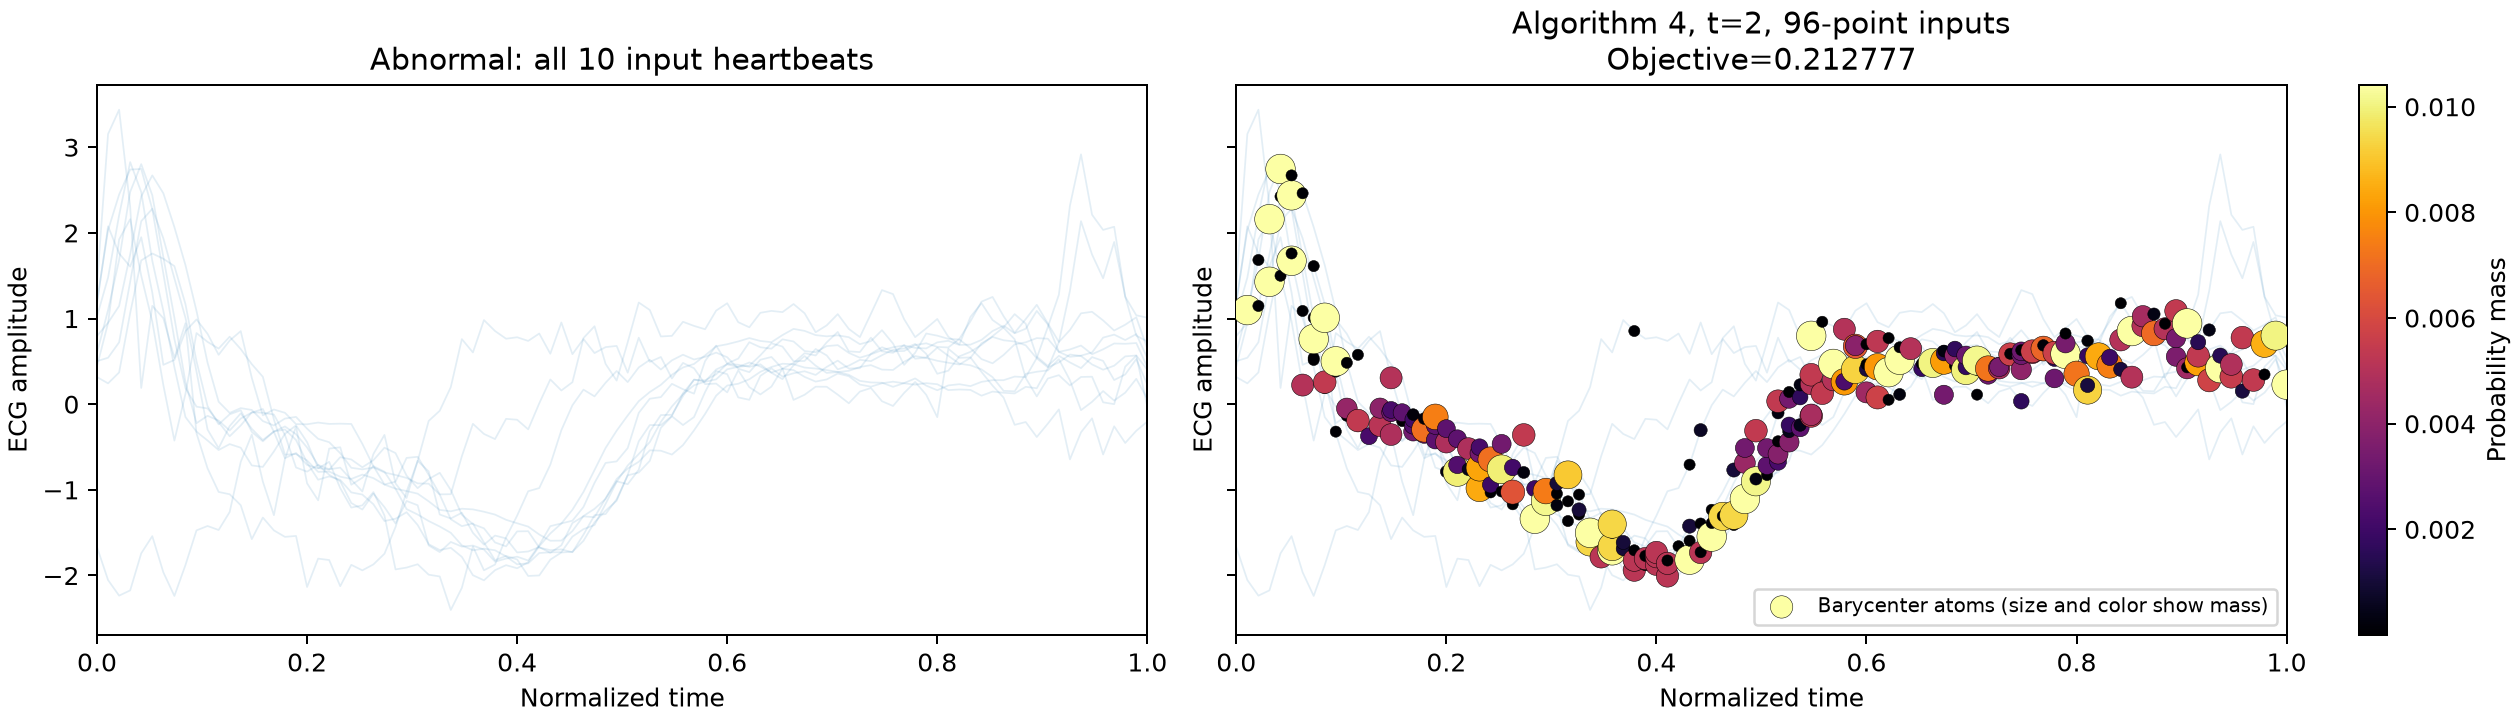 Abnormal: all 10 input heartbeats
ECG amplitude
3
2
1
0
−1
−2
0.0 0.2 0.4 0.6 0.8 1.0
Normalized time
Algorithm 4, t=2, 96-point inputs
Objective=0.212777
ECG amplitude
Barycenter atoms (size and color show mass)
0.0 0.2 0.4 0.6 0.8 1.0
Normalized time
0.010
0.008
0.006
0.004
0.002
Probability mass